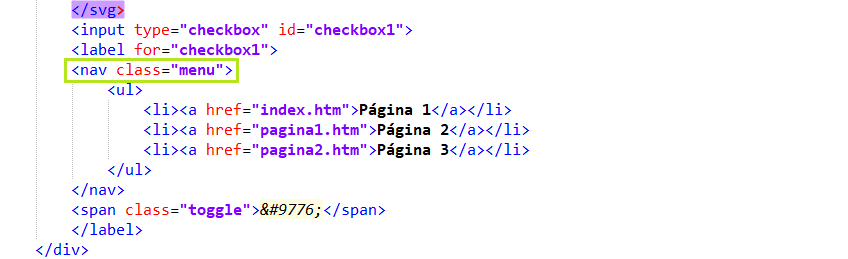 </svg>
<input type="checkbox" id="checkbox1">
<label for="checkbox1">
<nav class="menu">
<ul>
<li><a href="index.htm">Página 1</a></li>
<li><a href="pagina1.htm">Página 2</a></li>
<li><a href="pagina2.htm">Página 3</a></li>
</ul>
</nav>
<span class="toggle">&#9776;</span>
</label>
</div>